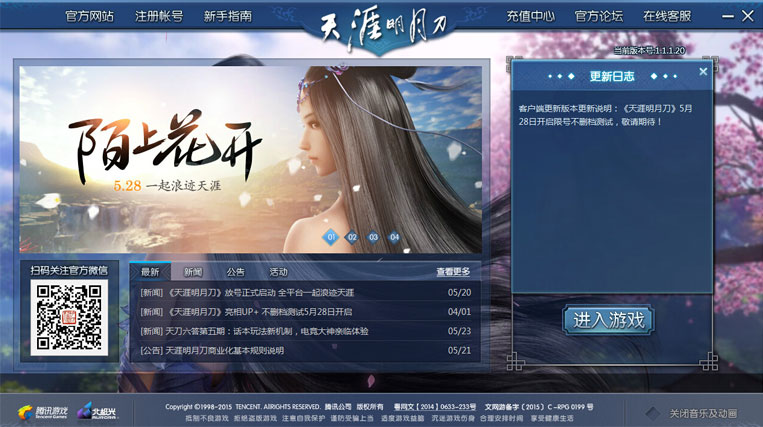 官方网站 注册帐号 新手指南 天涯明月刀 充值中心 官方论坛 在线客服
当前版本号:1.1.1.20
更新日志
客户端更新版本更新说明：《天涯明月刀》5月
28日开启限号不删档测试，敬请期待！
陌上花开
5.28 一起浪迹天涯
01 02 03 04
扫码关注官方微信
最新 新闻 公告 活动 查看更多
[新闻] 《天涯明月刀》放号正式启动 全平台一起浪迹天涯 05/20
[新闻] 《天涯明月刀》亮相UP+ 不删档测试5月28日开启 04/01
[新闻] 天刀六答第五期：话本玩法新机制，电竞大神亲临体验 05/23
[公告] 天涯明月刀商业化基本规则说明 05/21
进入游戏
腾讯游戏 Tencent Games 北极光 AURORA
Copyright ©1998-2015 TENCENT. AllRIGHTS RESERVED. 腾讯公司 版权所有 粤网文【2014】0633-233号 文网游备字〔2015〕C-RPG 0199 号
抵制不良游戏 拒绝盗版游戏 注意自我保护 谨防受骗上当 适度游戏益脑 沉迷游戏伤身 合理安排时间 享受健康生活
关闭音乐及动画